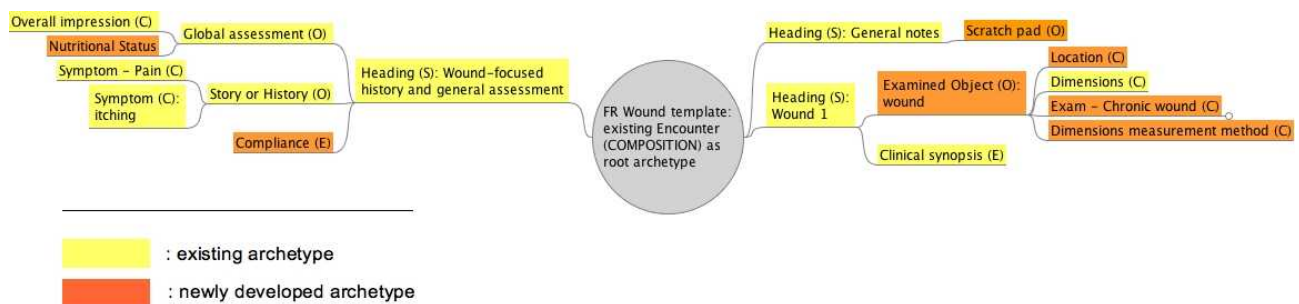 Overall impression (C)
Nutritional Status
Global assessment (O)
Symptom – Pain (C)
Symptom (C):
itching
Story or History (O)
Compliance (E)
Heading (S): Wound-focused
history and general assessment
FR Wound template:
existing Encounter
(COMPOSITION) as
root archetype
Heading (S): General notes
Scratch pad (O)
Heading (S):
Wound 1
Examined Object (O):
wound
Location (C)
Dimensions (C)
Exam – Chronic wound (C)
Dimensions measurement method (C)
Clinical synopsis (E)
: existing archetype
: newly developed archetype